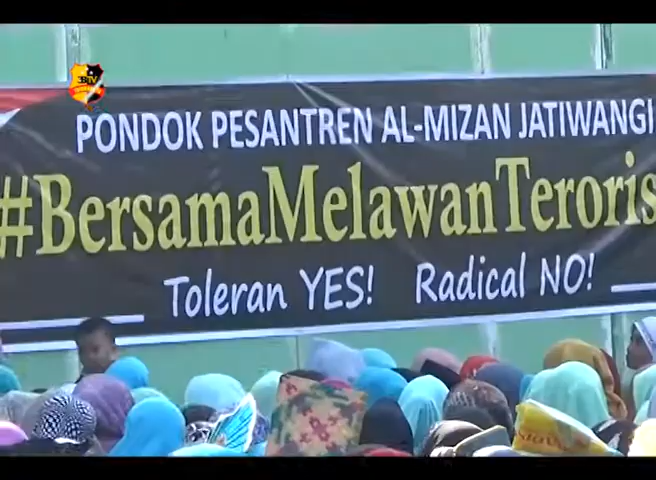 PONDOK PESANTREN AL-MIZAN JATIWANGI
#BersamaMelawanTeroris
Toleran YES! Radical NO!